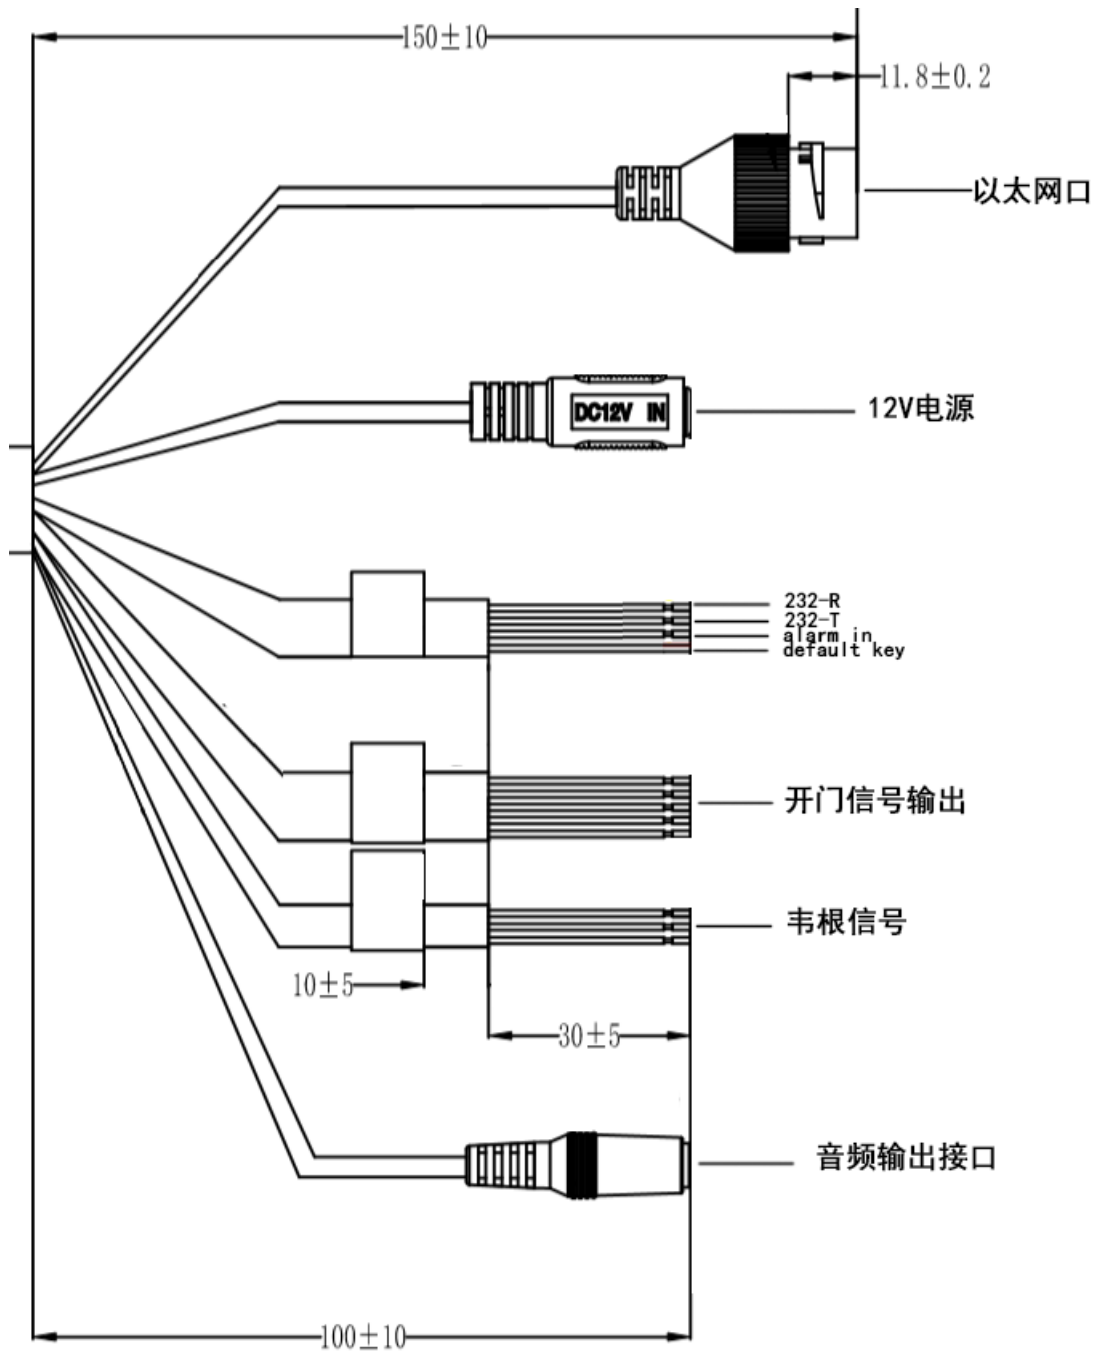 150±10
11.8±0.2
以太网口
DC12V IN
12V电源
232-R
232-T
alarm in
default key
开门信号输出
韦根信号
10±5
30±5
音频输出接口
100±10